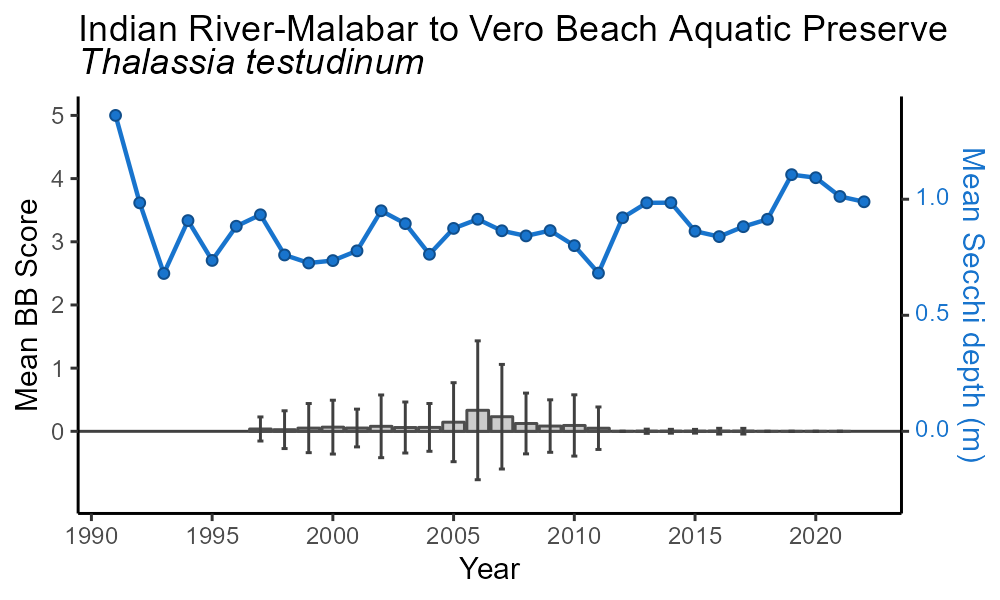 Indian River-Malabar to Vero Beach Aquatic Preserve
Thalassia testudinum
5
4
3
2
1
0
Mean BB Score
1.0
0.5
0.0
Mean Secchi depth (m)
1990 1995 2000 2005 2010 2015 2020
Year